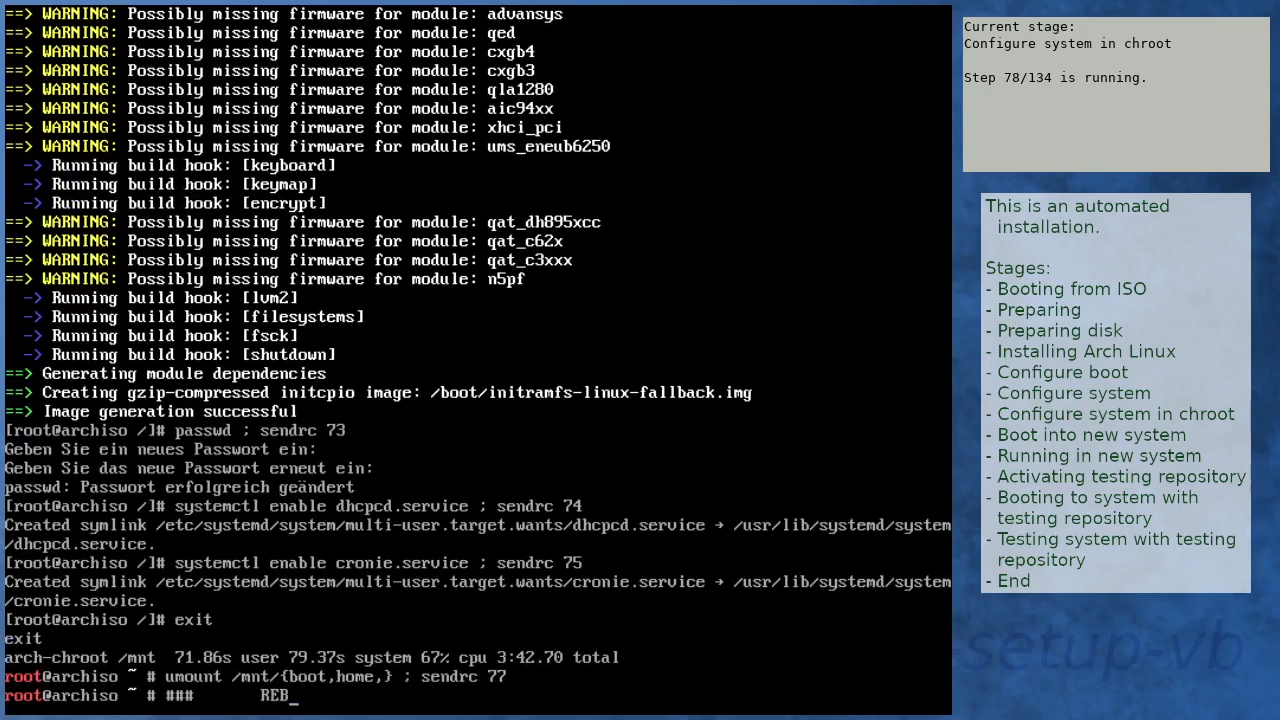 ==> WARNING: Possibly missing firmware for module: advansys
==> WARNING: Possibly missing firmware for module: qed
==> WARNING: Possibly missing firmware for module: cxgb4
==> WARNING: Possibly missing firmware for module: cxgb3
==> WARNING: Possibly missing firmware for module: qla1280
==> WARNING: Possibly missing firmware for module: aic94xx
==> WARNING: Possibly missing firmware for module: xhci_pci
==> WARNING: Possibly missing firmware for module: ums_eneub6250
  -> Running build hook: [keyboard]
  -> Running build hook: [keymap]
  -> Running build hook: [encrypt]
==> WARNING: Possibly missing firmware for module: qat_dh895xcc
==> WARNING: Possibly missing firmware for module: qat_c62x
==> WARNING: Possibly missing firmware for module: qat_c3xxx
==> WARNING: Possibly missing firmware for module: n5pf
  -> Running build hook: [lvm2]
  -> Running build hook: [filesystems]
  -> Running build hook: [fsck]
  -> Running build hook: [shutdown]
==> Generating module dependencies
==> Creating gzip-compressed initcpio image: /boot/initramfs-linux-fallback.img
==> Image generation successful
[root@archiso /]# passwd ; sendrc 73
Geben Sie ein neues Passwort ein:
Geben Sie das neue Passwort erneut ein:
passwd: Passwort erfolgreich geändert
[root@archiso /]# systemctl enable dhcpcd.service ; sendrc 74
Created symlink /etc/systemd/system/multi-user.target.wants/dhcpcd.service → /usr/lib/systemd/system
/dhcpcd.service.
[root@archiso /]# systemctl enable cronie.service ; sendrc 75
Created symlink /etc/systemd/system/multi-user.target.wants/cronie.service → /usr/lib/systemd/system
/cronie.service.
[root@archiso /]# exit
exit
arch-chroot /mnt  71.86s user 79.37s system 67% cpu 3:42.70 total
root@archiso ~ # umount /mnt/{boot,home,} ; sendrc 77
root@archiso ~ # ###       REB_
Current stage:
Configure system in chroot
Step 78/134 is running.
This is an automated
installation.
Stages:
- Booting from ISO
- Preparing
- Preparing disk
- Installing Arch Linux
- Configure boot
- Configure system
- Configure system in chroot
- Boot into new system
- Running in new system
- Activating testing repository
- Booting to system with
testing repository
- Testing system with testing
repository
- End
setup-vb